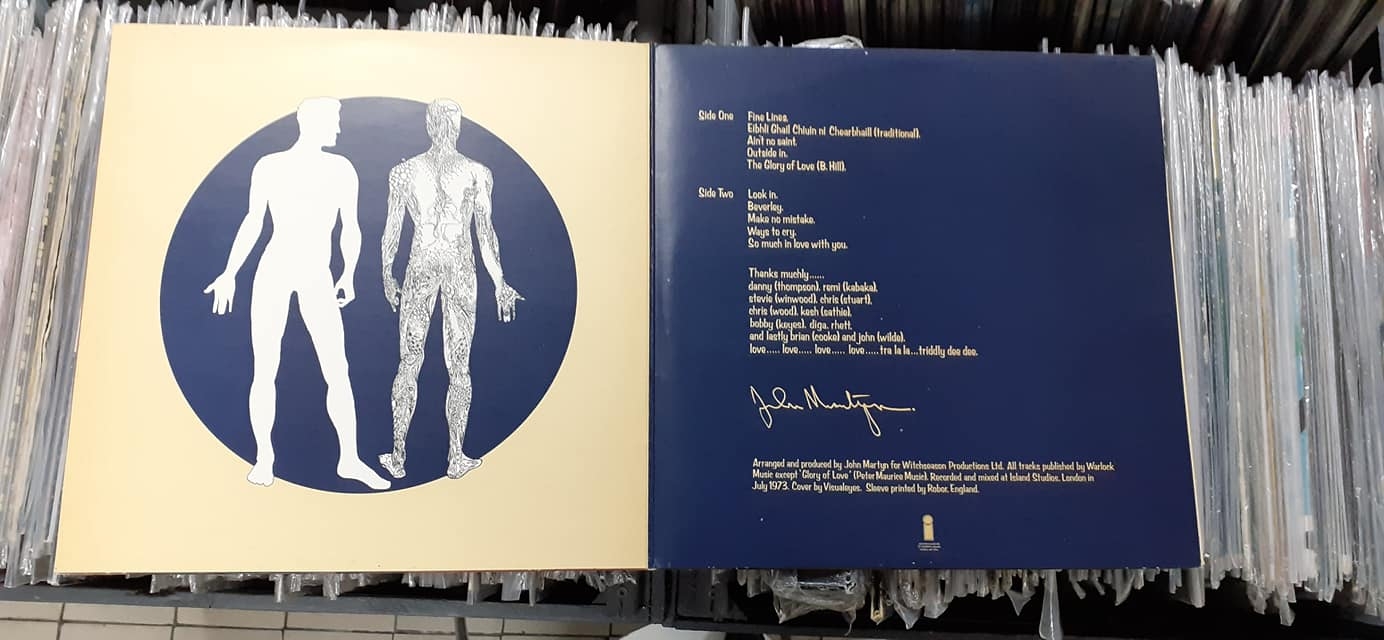 Side One Fine Lines.
Eibhli Ghail Chiuin ni Chearbhaill (traditional).
Ain't no saint.
Outside in.
The Glory of Love (B. Hill).
Side Two Look in.
Beverley.
Make no mistake.
Ways to cry.
So much in love with you.
Thanks muchly......
danny (thompson). remi (kabaka).
stevie (winwood). chris (stuart).
chris (wood). kesh (sathie).
bobby (keyes). diga. rhett.
and lastly brian (cooke) and john (wilde).
love..... love..... love..... love..... tra la la...triddly dee dee.
John Martyn.
Arranged and produced by John Martyn for Witchseason Productions Ltd. All tracks published by Warlock
Music except 'Glory of Love' (Peter Maurice Music). Recorded and mixed at Island Studios. London in
July 1973. Cover by Visualeyes. Sleeve printed by Robor. England.